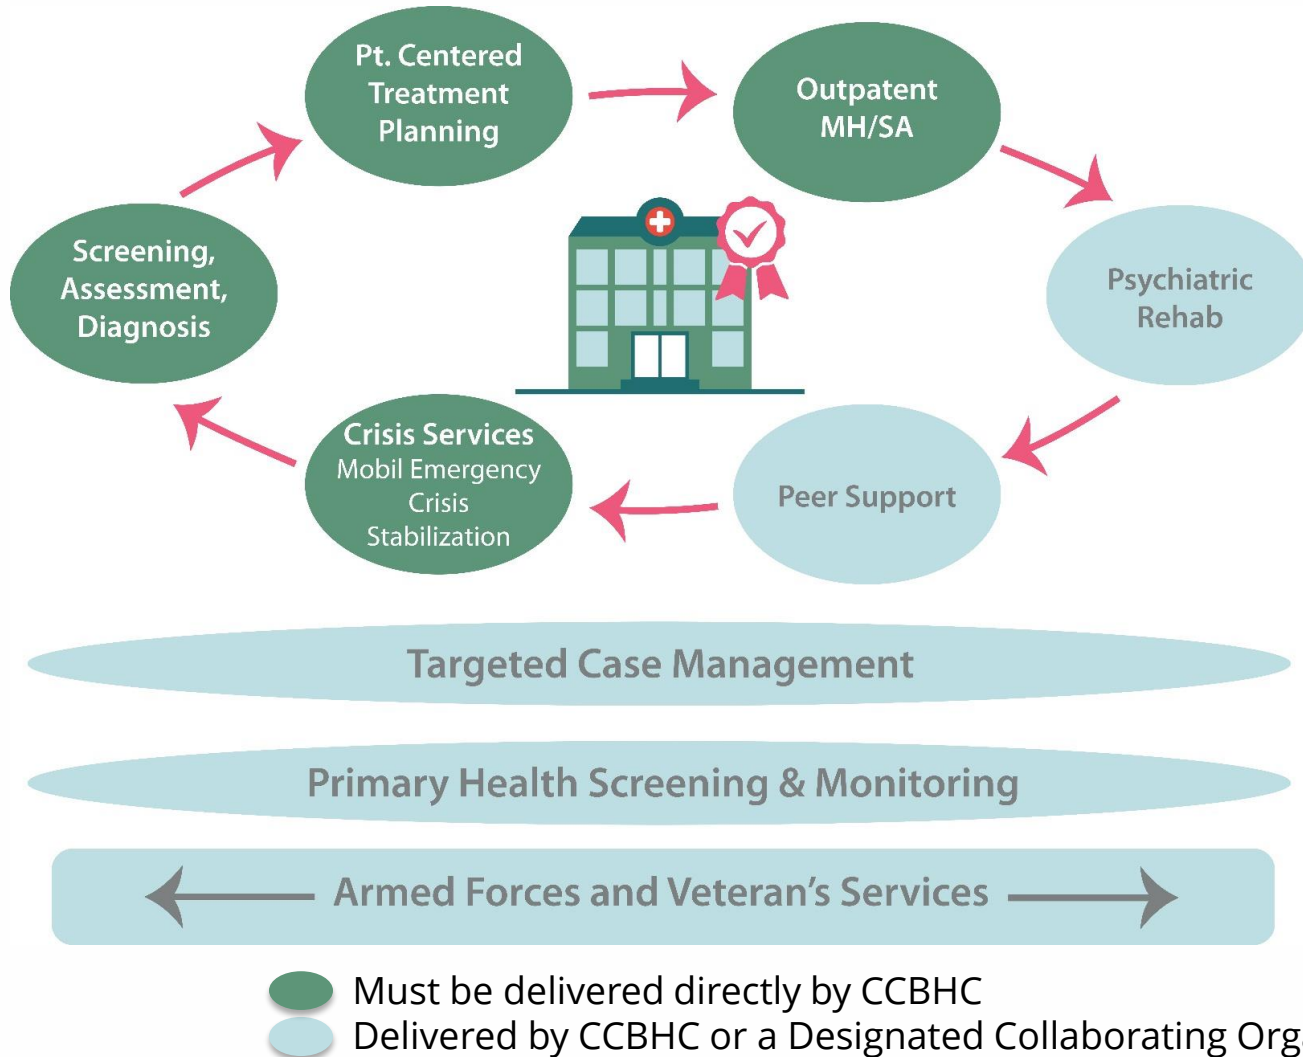 Pt. Centered
Treatment
Planning
Outpatent
MH/SA
Screening,
Assessment,
Diagnosis
Psychiatric
Rehab
Crisis Services
Mobil Emergency
Crisis
Stabilization
Peer Support
Targeted Case Management
Primary Health Screening & Monitoring
Armed Forces and Veteran’s Services
Must be delivered directly by CCBHC
Delivered by CCBHC or a Designated Collaborating Org